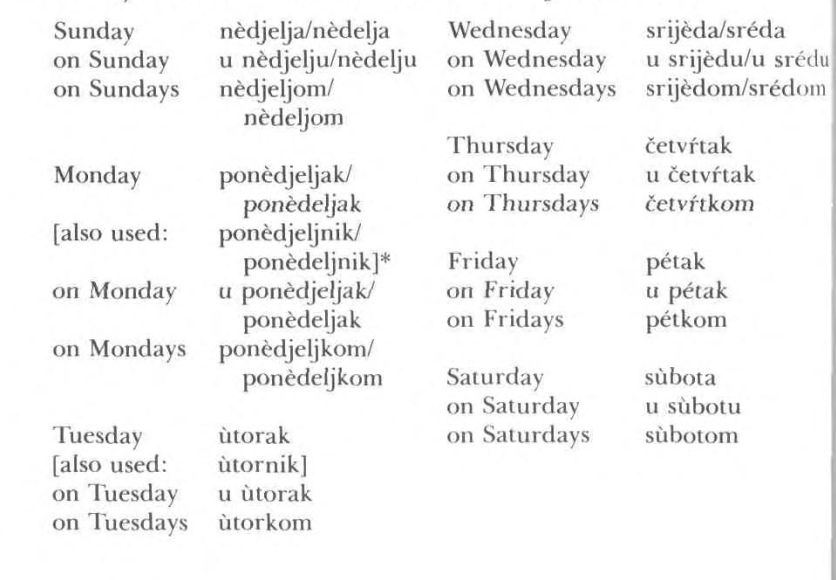 Sunday nèdjelja/nèdelja
on Sunday u nèdjelju/nèdelju
on Sundays nèdjeljom/
nèdeljom
Monday ponèdjeljak/
ponèdeljak
[also used: ponèdjeljnik/
ponèdeljnik]*
on Monday u ponèdjeljak/
ponèdeljak
on Mondays ponèdjeljkom/
ponèdeljkom
Tuesday ùtorak
[also used: ùtornik]
on Tuesday u ùtorak
on Tuesdays ùtorkom
Wednesday srijèda/sréda
on Wednesday u srijèdu/u srédu
on Wednesdays srijèdom/srédom
Thursday četvŕtak
on Thursday u četvŕtak
on Thursdays četvŕtkom
Friday pétak
on Friday u pétak
on Fridays pétkom
Saturday sùbota
on Saturday u sùbotu
on Saturdays sùbotom